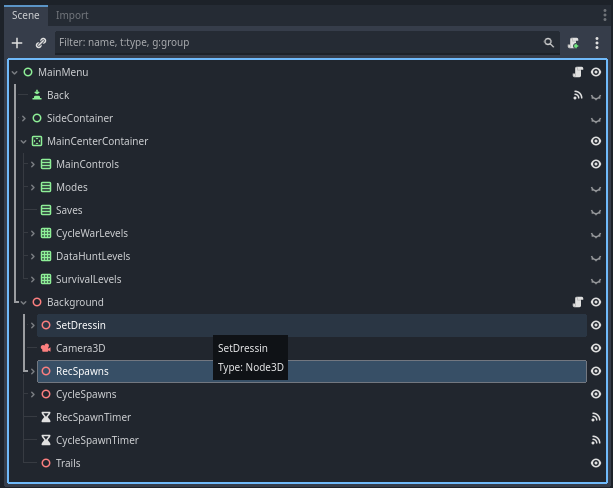 Scene Import
Filter: name, t:type, g:group
MainMenu
Back
SideContainer
MainCenterContainer
MainControls
Modes
Saves
CycleWarLevels
DataHuntLevels
SurvivalLevels
Background
SetDressin
Camera3D
RecSpawns
CycleSpawns
RecSpawnTimer
CycleSpawnTimer
Trails
SetDressin
Type: Node3D